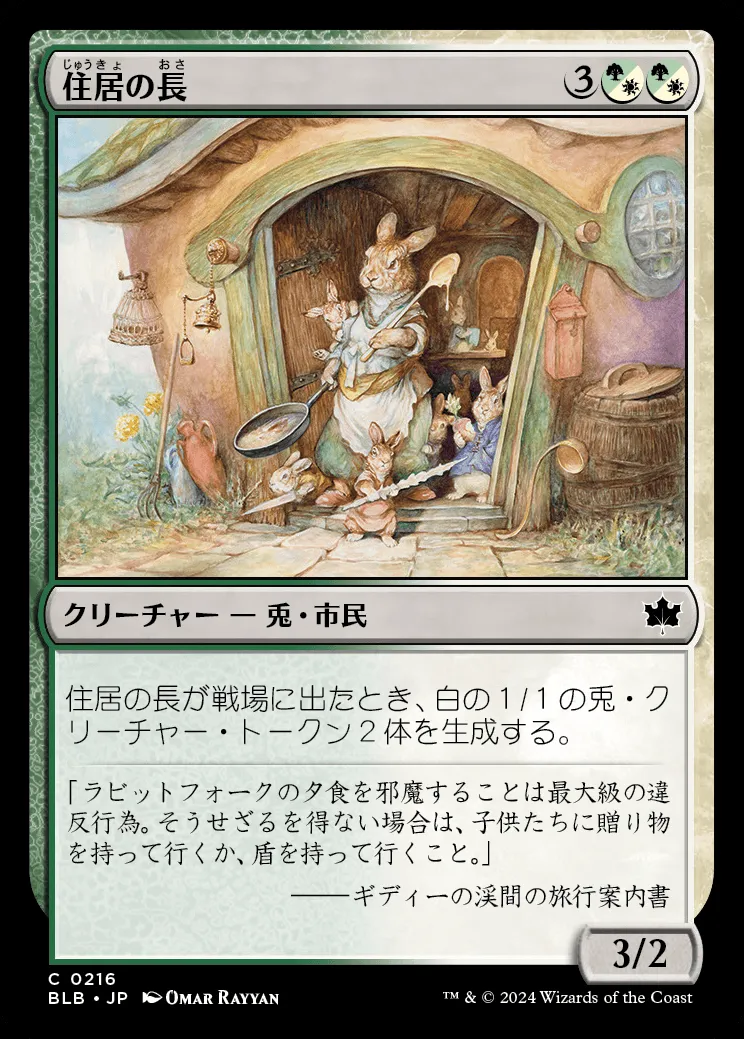 じゅうきょ おさ
住居の長
3
クリーチャー — 兎・市民
住居の長が戦場に出たとき、白の1/1の兎・ク
リーチャー・トークン2体を生成する。
「ラビットフォークの夕食を邪魔することは最大級の違
反行為。そうせざるを得ない場合は、子供たちに贈り物
を持って行くか、盾を持って行くこと。」
——ギディーの渓間の旅行案内書
3/2
C 0216
BLB • JP OMAR RAYYAN
™ & © 2024 Wizards of the Coast